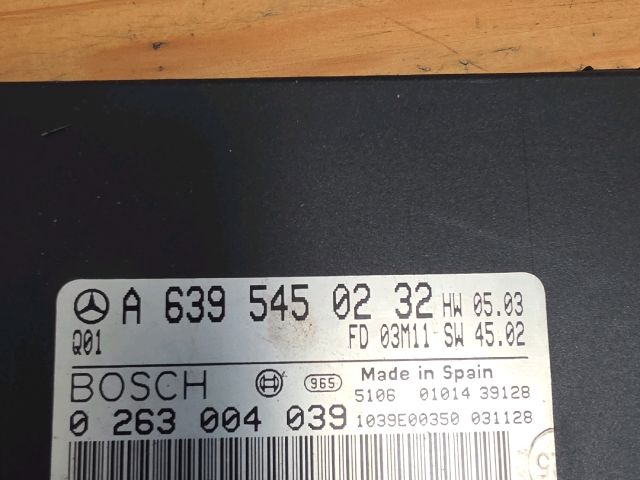 A 639 545 02 32 HW 05.03
Q01 FD 03M11 SW 45.02
BOSCH 965 Made in Spain
5106 01014 39128
0 263 004 039 1039E00350 031128